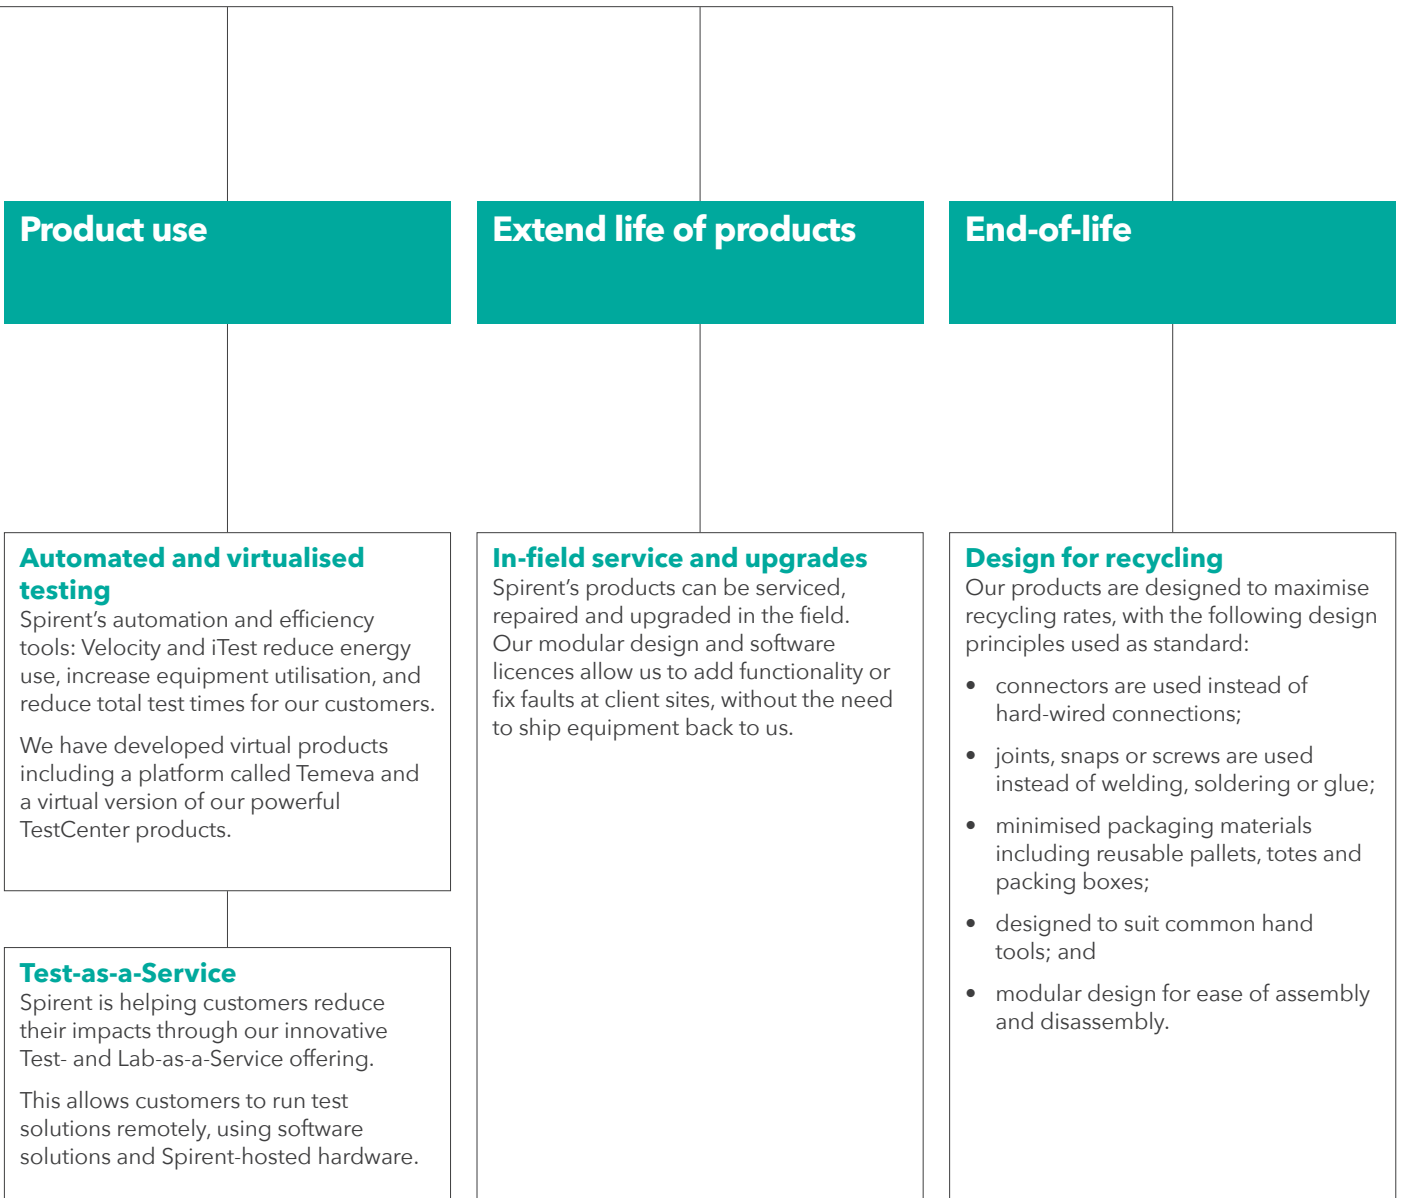 Product use
Extend life of products
End-of-life
Automated and virtualised
testing
Spirent’s automation and efficiency
tools: Velocity and iTest reduce energy
use, increase equipment utilisation, and
reduce total test times for our customers.
We have developed virtual products
including a platform called Temeva and
a virtual version of our powerful
TestCenter products.
Test-as-a-Service
Spirent is helping customers reduce
their impacts through our innovative
Test- and Lab-as-a-Service offering.
This allows customers to run test
solutions remotely, using software
solutions and Spirent-hosted hardware.
In-field service and upgrades
Spirent’s products can be serviced,
repaired and upgraded in the field.
Our modular design and software
licences allow us to add functionality or
fix faults at client sites, without the need
to ship equipment back to us.
Design for recycling
Our products are designed to maximise
recycling rates, with the following design
principles used as standard:
• connectors are used instead of
hard-wired connections;
• joints, snaps or screws are used
instead of welding, soldering or glue;
• minimised packaging materials
including reusable pallets, totes and
packing boxes;
• designed to suit common hand
tools; and
• modular design for ease of assembly
and disassembly.